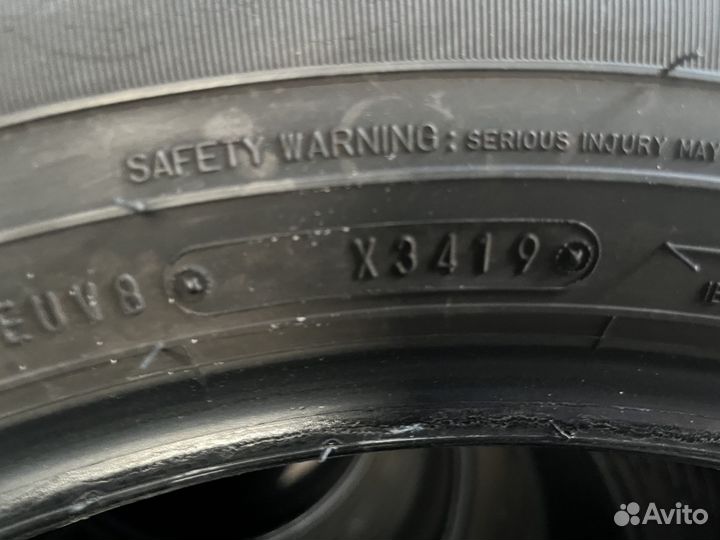 SAFETY WARNING: SERIOUS INJURY MAY
EUV8 X3419
Avito